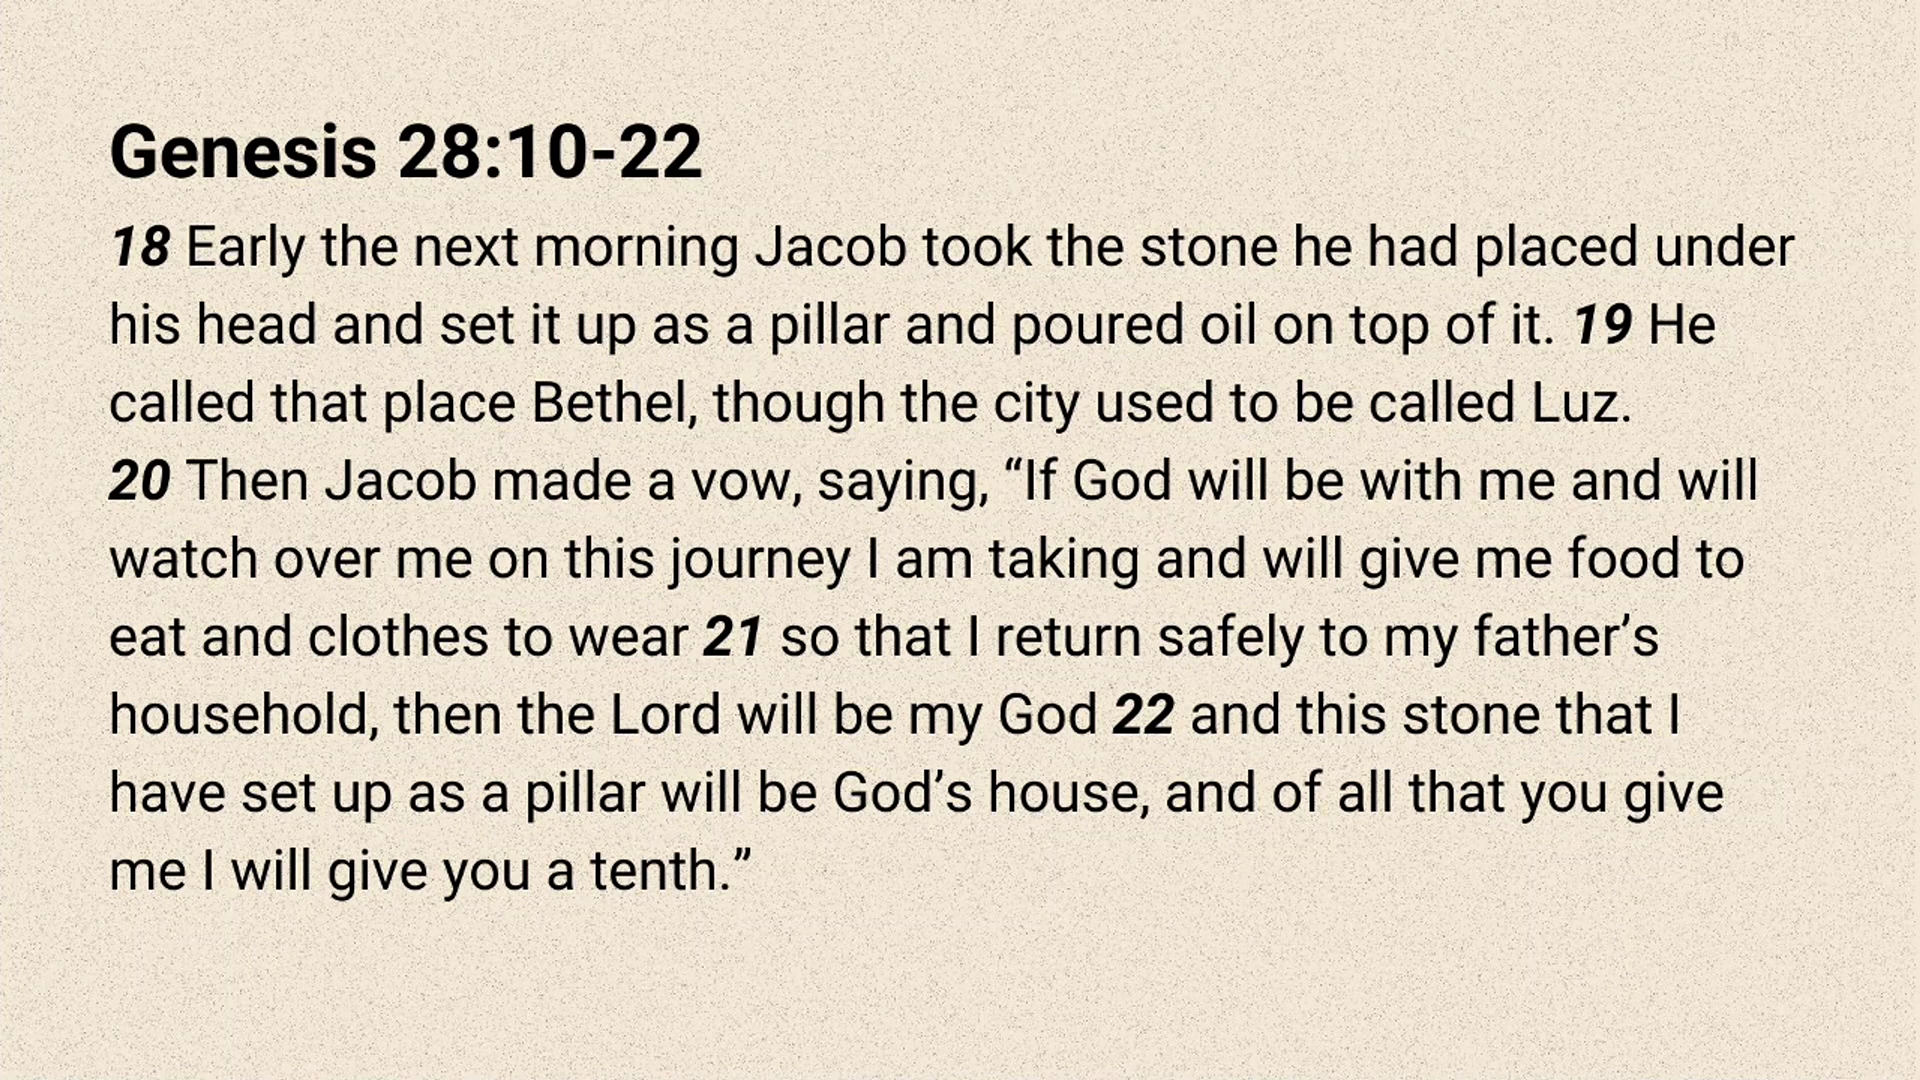 Genesis 28:10-22
18 Early the next morning Jacob took the stone he had placed under
his head and set it up as a pillar and poured oil on top of it. 19 He
called that place Bethel, though the city used to be called Luz.
20 Then Jacob made a vow, saying, “If God will be with me and will
watch over me on this journey I am taking and will give me food to
eat and clothes to wear 21 so that I return safely to my father’s
household, then the Lord will be my God 22 and this stone that I
have set up as a pillar will be God’s house, and of all that you give
me I will give you a tenth.”